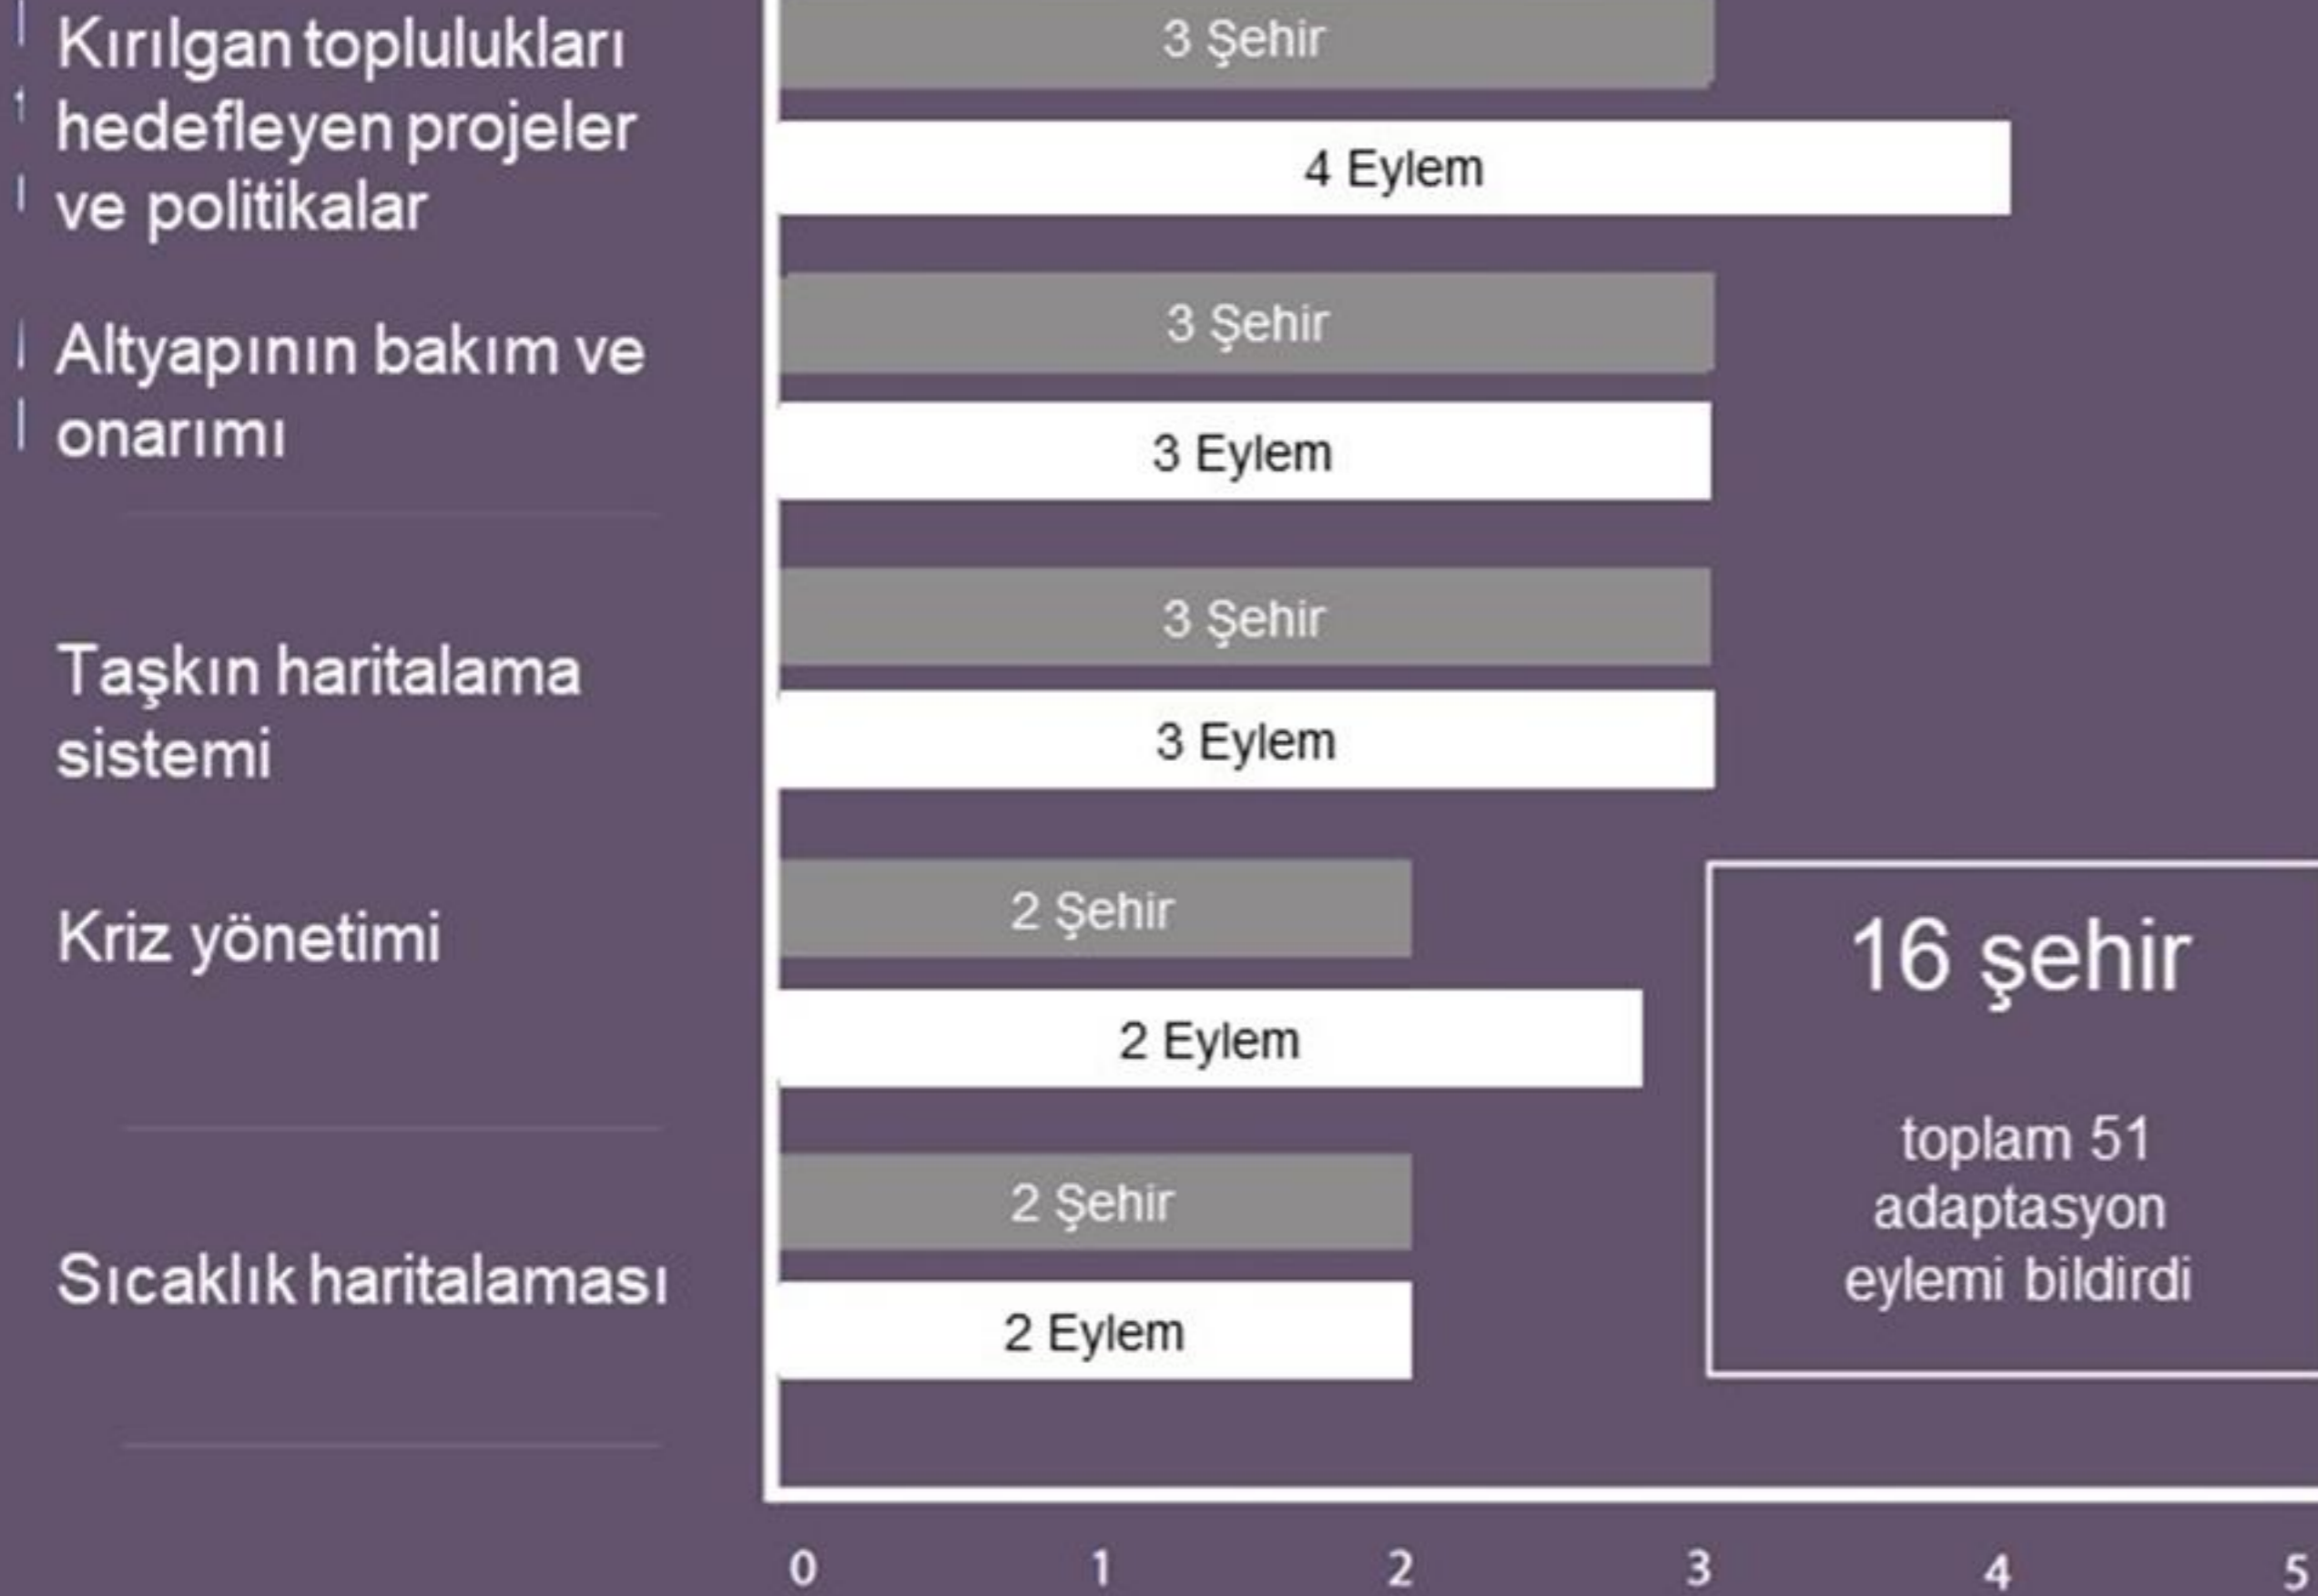 Kırılgan toplulukları
hedefleyen projeler
ve politikalar
3 Şehir
4 Eylem
Altyapının bakım ve
onarımı
3 Şehir
3 Eylem
Taşkın haritalama
sistemi
3 Şehir
3 Eylem
Kriz yönetimi
2 Şehir
2 Eylem
Sıcaklık haritalaması
2 Şehir
2 Eylem
16 şehir
toplam 51
adaptasyon
eylemi bildirdi
0 1 2 3 4 5